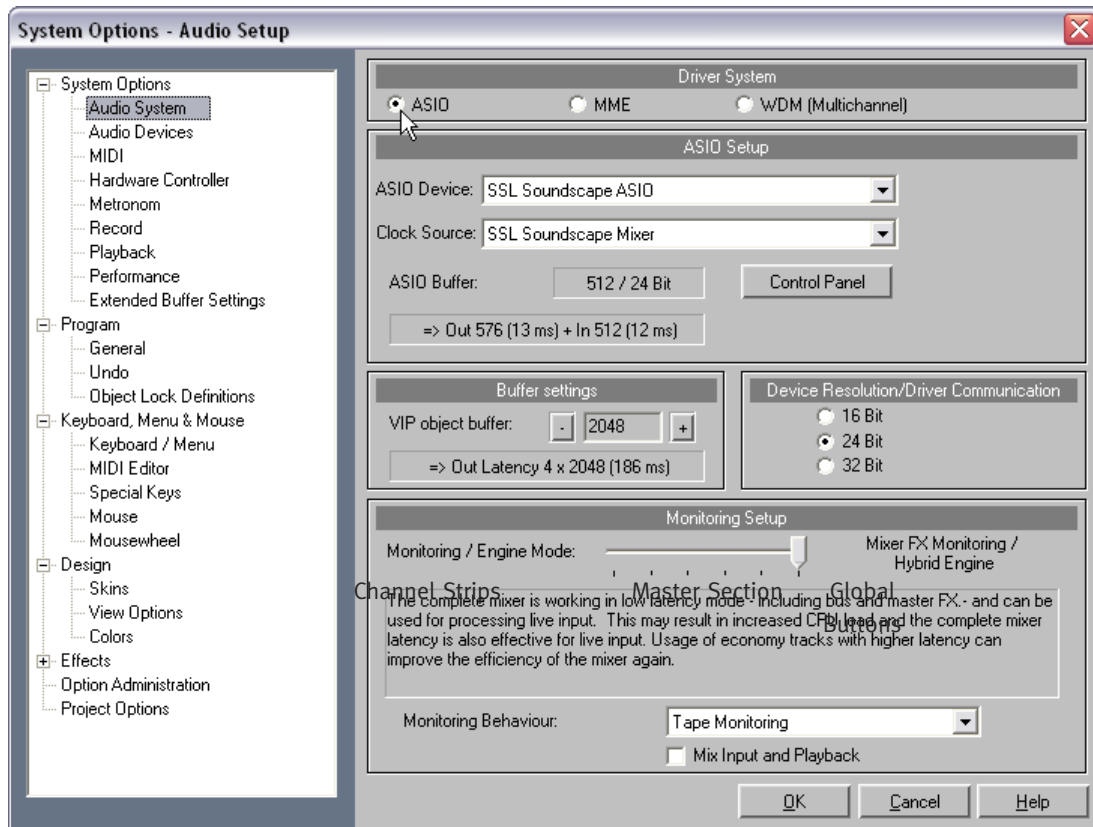 System Options - Audio Setup
System Options
Audio System
Audio Devices
MIDI
Hardware Controller
Metronom
Record
Playback
Performance
Extended Buffer Settings
Program
General
Undo
Object Lock Definitions
Keyboard, Menu & Mouse
Keyboard / Menu
MIDI Editor
Special Keys
Mouse
Mousewheel
Design
Skins
View Options
Colors
Effects
Option Administration
Project Options
Driver System
ASIO MME WDM (Multichannel)
ASIO Setup
ASIO Device: SSL Soundscape ASIO
Clock Source: SSL Soundscape Mixer
ASIO Buffer: 512 / 24 Bit Control Panel
=> Out 576 (13 ms) + In 512 (12 ms)
Buffer settings
VIP object buffer: - 2048 +
=> Out Latency 4 x 2048 (186 ms)
Device Resolution/Driver Communication
16 Bit
24 Bit
32 Bit
Monitoring Setup
Monitoring / Engine Mode: Mixer FX Monitoring /
Hybrid Engine
Channel Strips Master Section Global
Buttons
The complete mixer is working in low latency mode - including bus and master FX.- and can be
used for processing live input. This may result in increased CPU load and the complete mixer
latency is also effective for live input. Usage of economy tracks with higher latency can
improve the efficiency of the mixer again.
Monitoring Behaviour: Tape Monitoring
Mix Input and Playback
OK Cancel Help